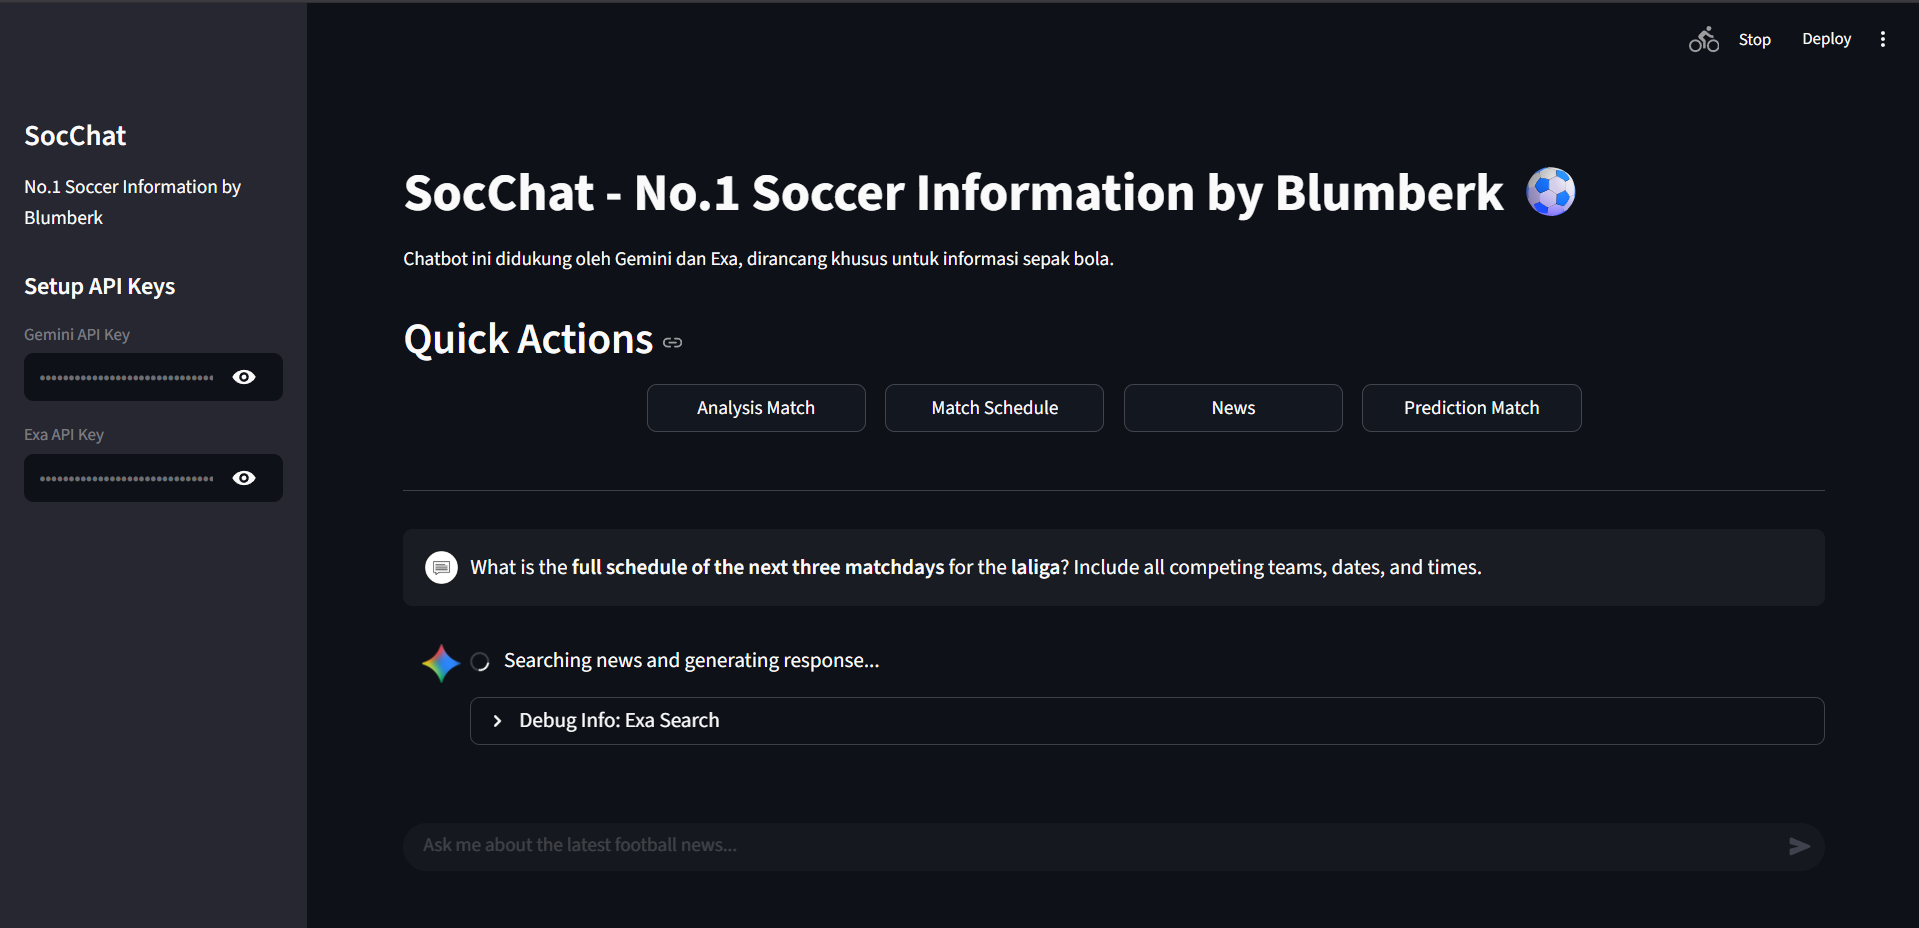 Stop
Deploy
SocChat
No.1 Soccer Information by
Blumberk
Setup API Keys
Gemini API Key
Exa API Key
SocChat - No.1 Soccer Information by Blumberk
Chatbot ini didukung oleh Gemini dan Exa, dirancang khusus untuk informasi sepak bola.
Quick Actions
Analysis Match
Match Schedule
News
Prediction Match
What is the full schedule of the next three matchdays for the laliga? Include all competing teams, dates, and times.
Searching news and generating response...
Debug Info: Exa Search
Ask me about the latest football news...